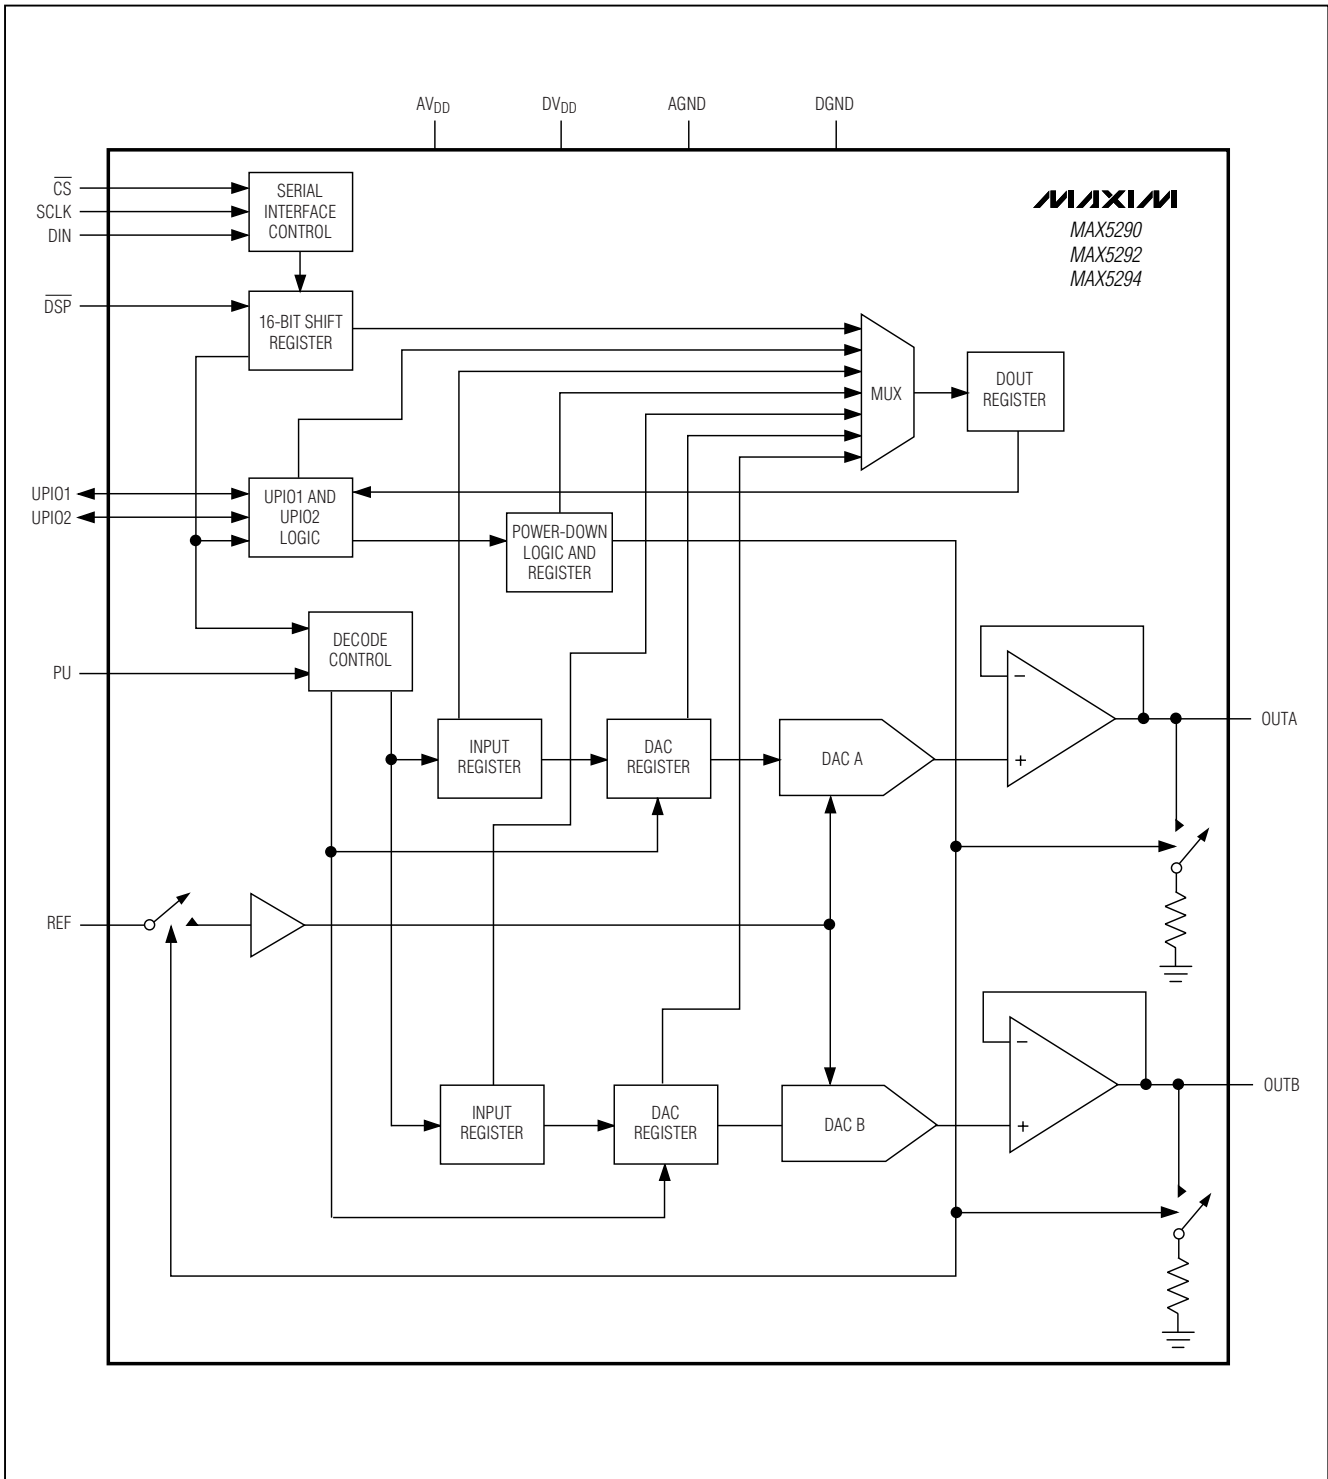 AVDD
DVDD
AGND
DGND
CS
SCLK
DIN
SERIAL
INTERFACE
CONTROL
MAXIM
MAX5290
MAX5292
MAX5294
DSP
16-BIT SHIFT
REGISTER
MUX
DOUT
REGISTER
UPIO1
UPIO2
UPIO1 AND
UPIO2
LOGIC
POWER-DOWN
LOGIC AND
REGISTER
DECODE
CONTROL
PU
INPUT
REGISTER
DAC
REGISTER
DAC A
−
+
OUTA
REF
INPUT
REGISTER
DAC
REGISTER
DAC B
−
+
OUTB